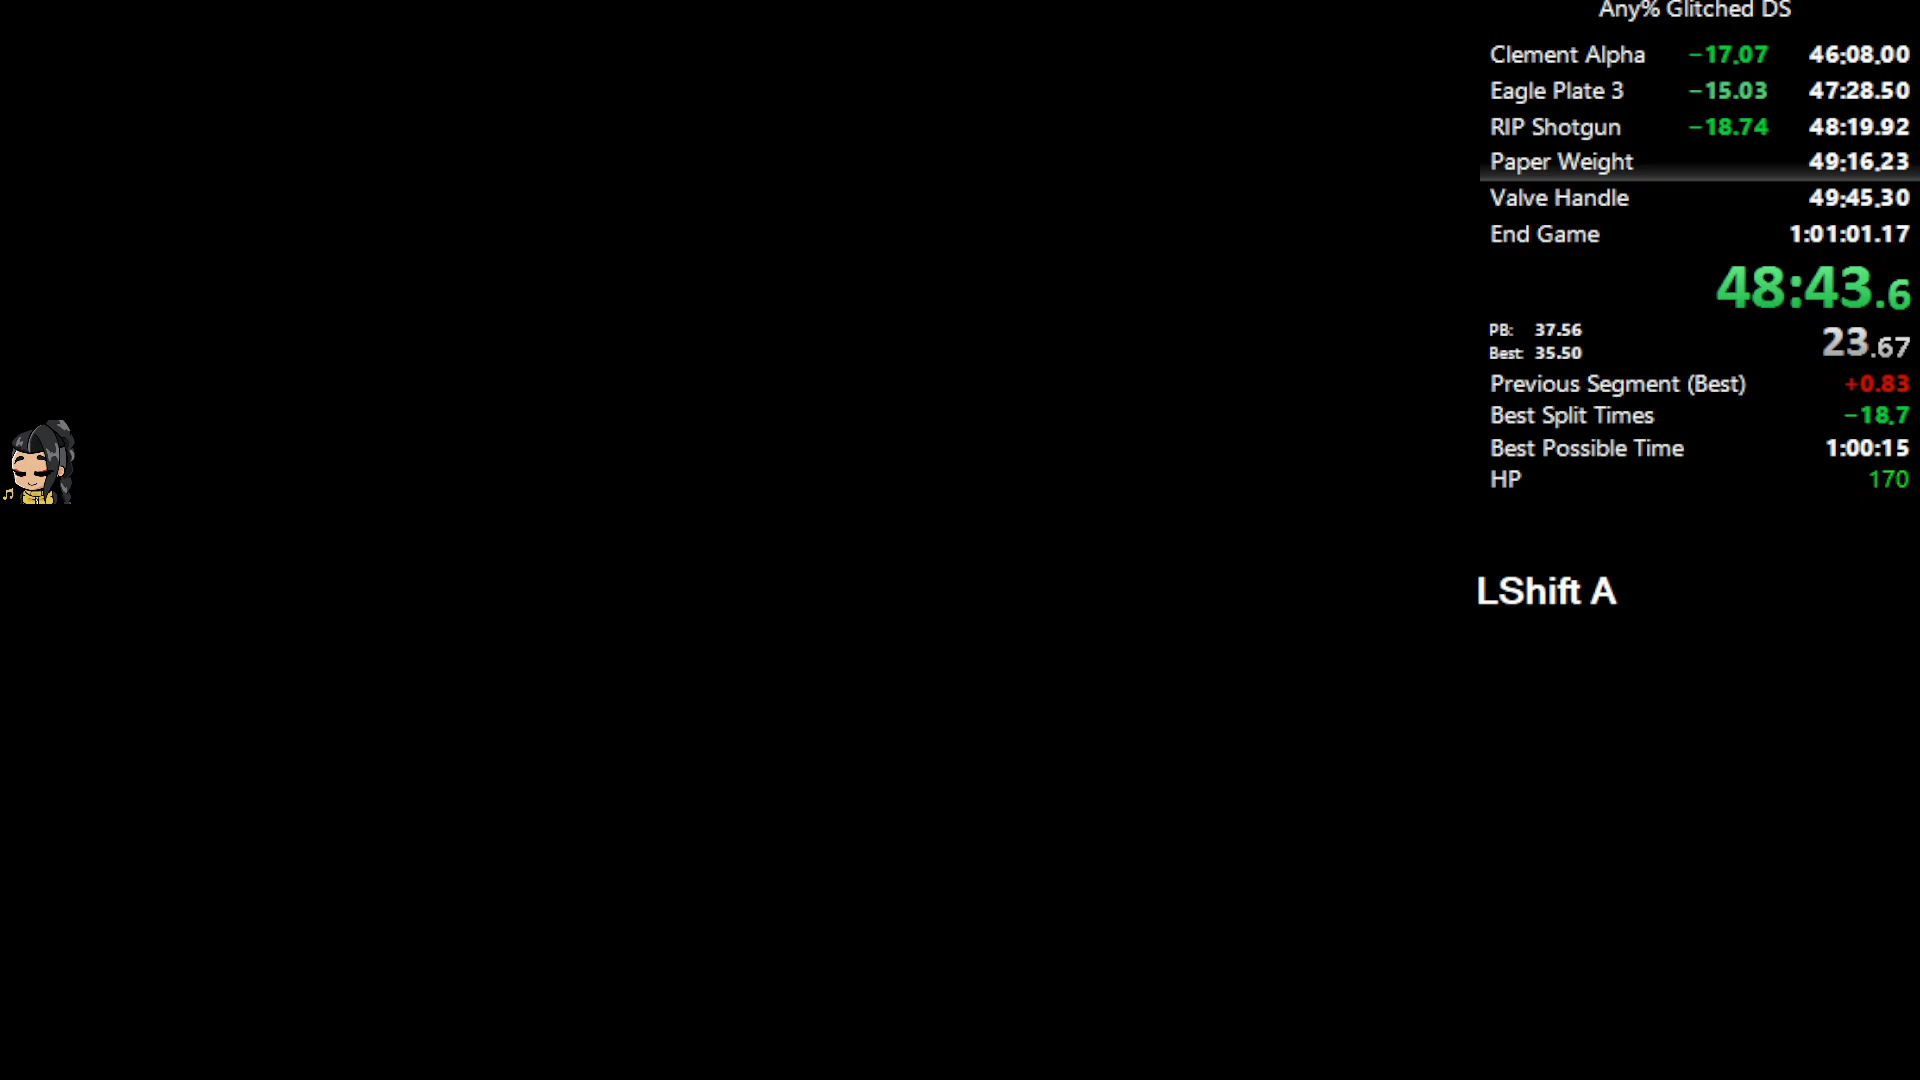 Any% Glitched DS
Clement Alpha −17.07 46:08.00
Eagle Plate 3 −15.03 47:28.50
RIP Shotgun −18.74 48:19.92
Paper Weight 49:16.23
Valve Handle 49:45.30
End Game 1:01:01.17
48:43.6
PB: 37.56 23.67
Best: 35.50
Previous Segment (Best) +0.83
Best Split Times −18.7
Best Possible Time 1:00:15
HP 170
LShift A